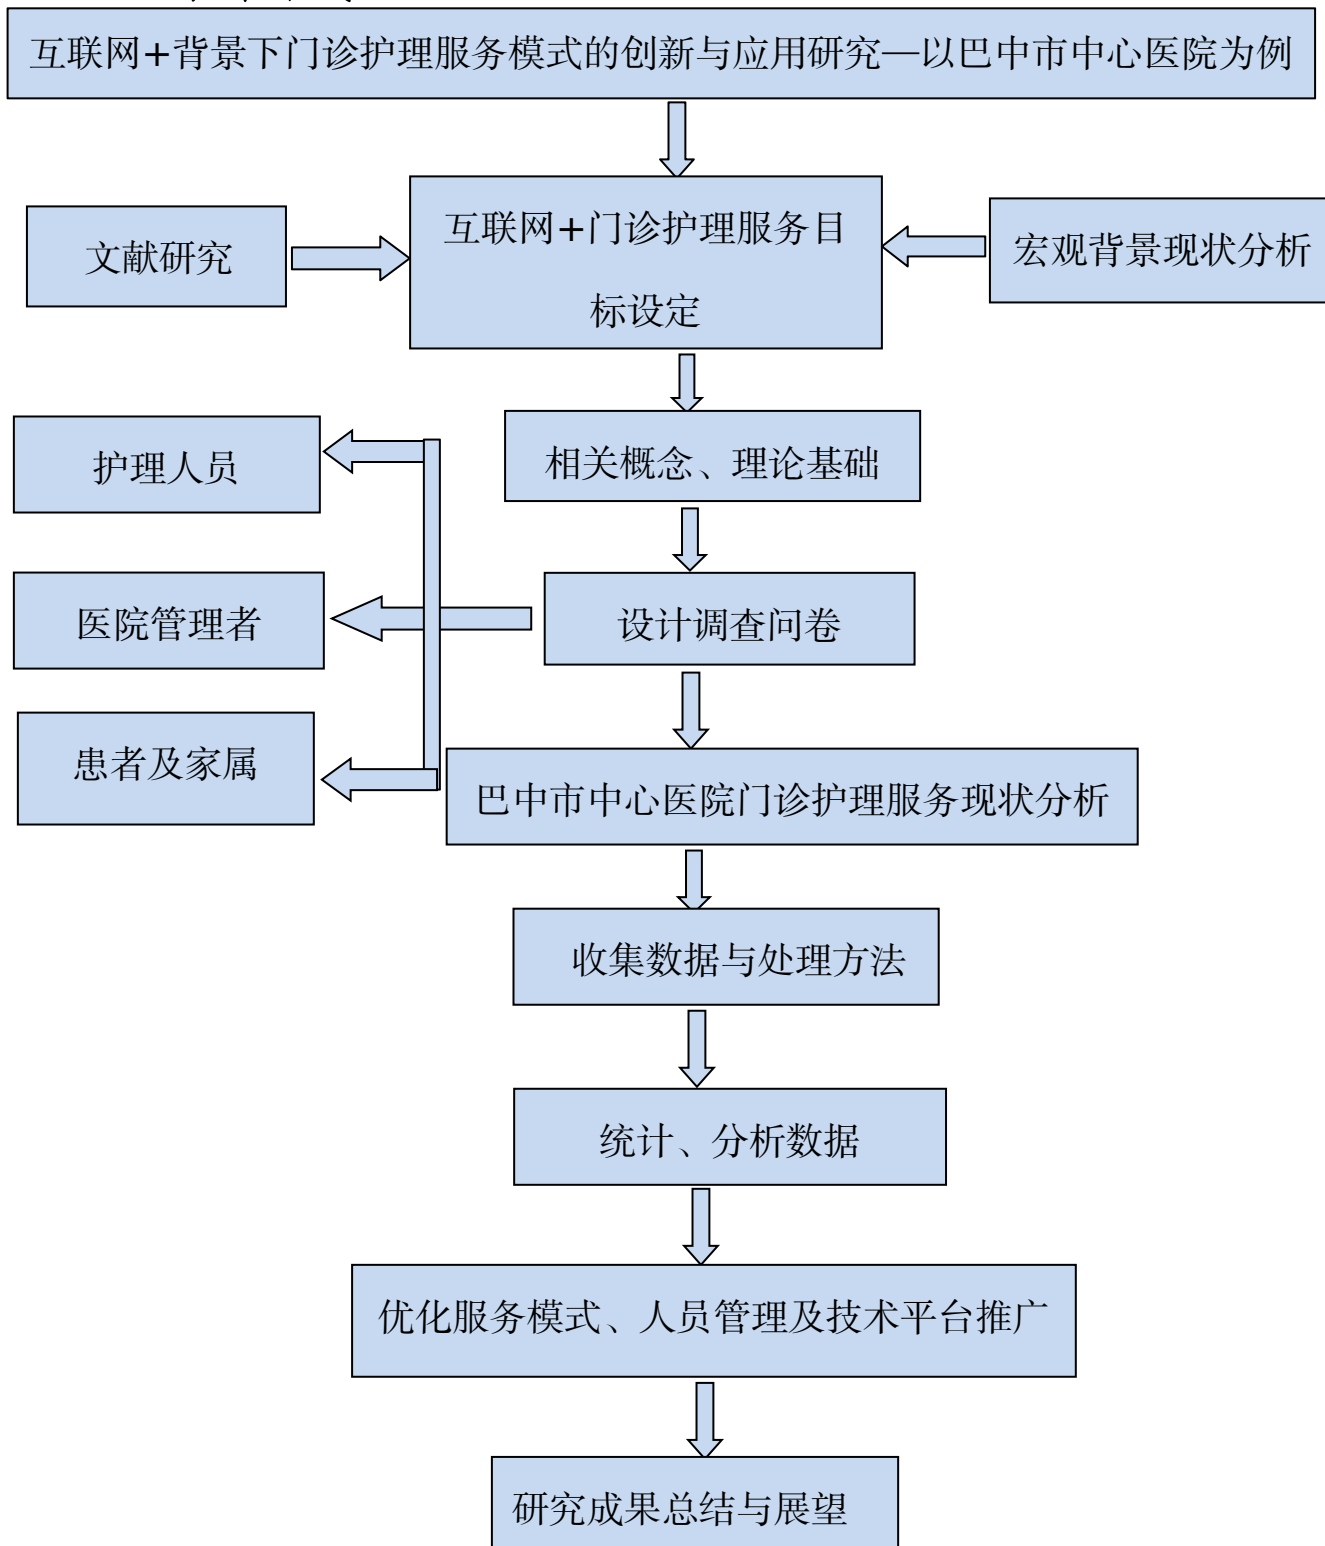 互联网+背景下门诊护理服务模式的创新与应用研究—以巴中市中心医院为例
文献研究
互联网+门诊护理服务目
标设定
宏观背景现状分析
相关概念、理论基础
护理人员
医院管理者
设计调查问卷
患者及家属
巴中市中心医院门诊护理服务现状分析
收集数据与处理方法
统计、分析数据
优化服务模式、人员管理及技术平台推广
研究成果总结与展望